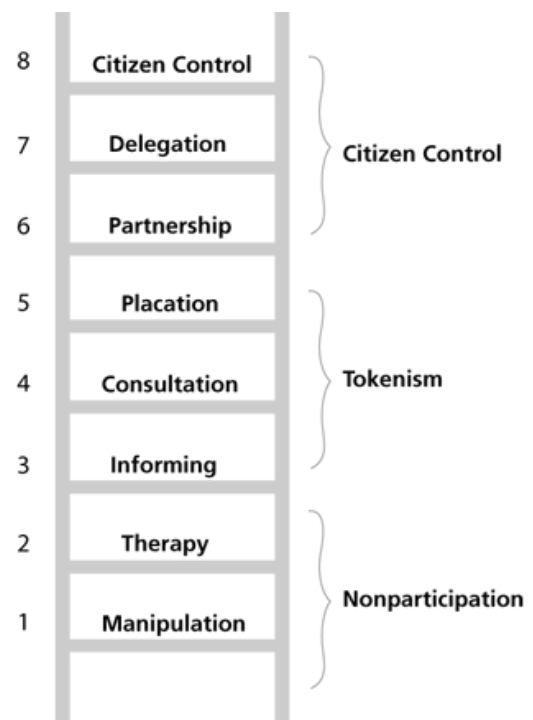 8 Citizen Control
7 Delegation
Citizen Control
6 Partnership
5 Placation
4 Consultation
Tokenism
3 Informing
2 Therapy
Nonparticipation
1 Manipulation